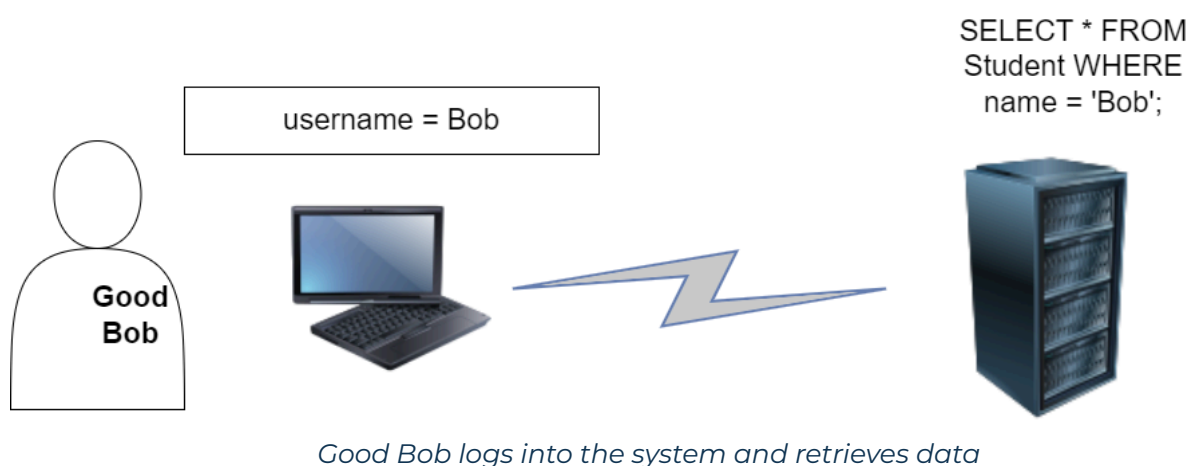 SELECT * FROM
Student WHERE
name = 'Bob';
username = Bob
Good
Bob
Good Bob logs into the system and retrieves data